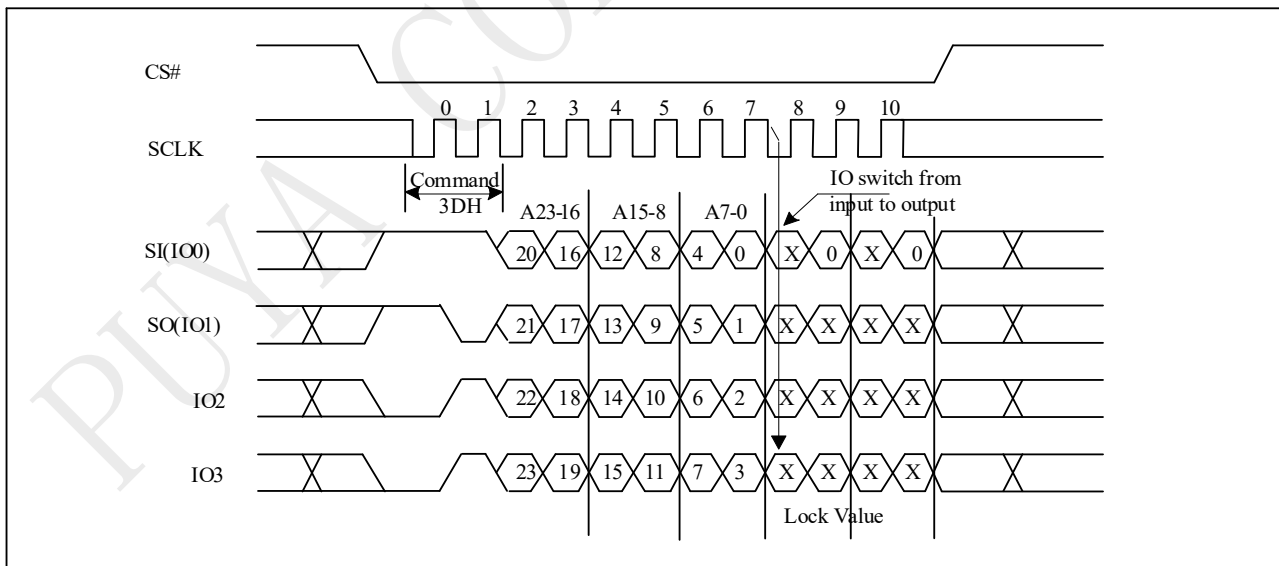 PUYA CO
CS#
0 1 2 3 4 5 6 7 8 9 10
SCLK
Command
3DH
IO switch from
input to output
A23-16 A15-8 A7-0
SI(IO0) 20 16 12 8 4 0 X 0 X 0
SO(IO1) 21 17 13 9 5 1 X X X X
IO2 22 18 14 10 6 2 X X X X
IO3 23 19 15 11 7 3 X X X X
Lock Value